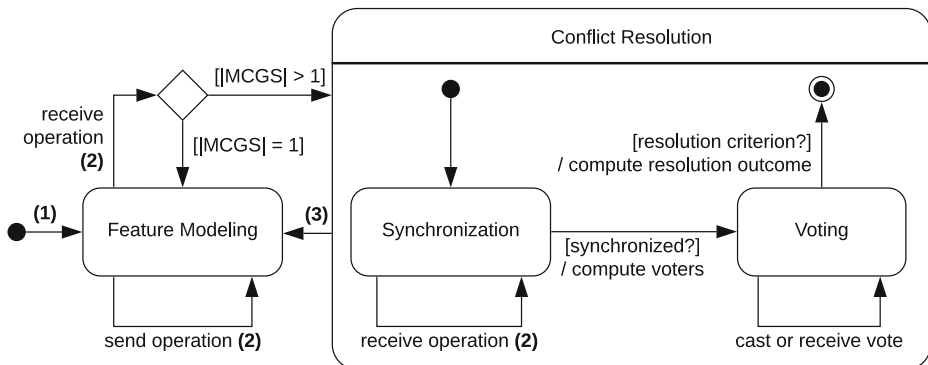 Conflict Resolution
[|MCGS| > 1]
receive
operation
(2)
[|MCGS| = 1]
[resolution criterion?]
/ compute resolution outcome
(1)
Feature Modeling
(3)
Synchronization
[synchronized?]
/ compute voters
Voting
send operation (2)
receive operation (2)
cast or receive vote